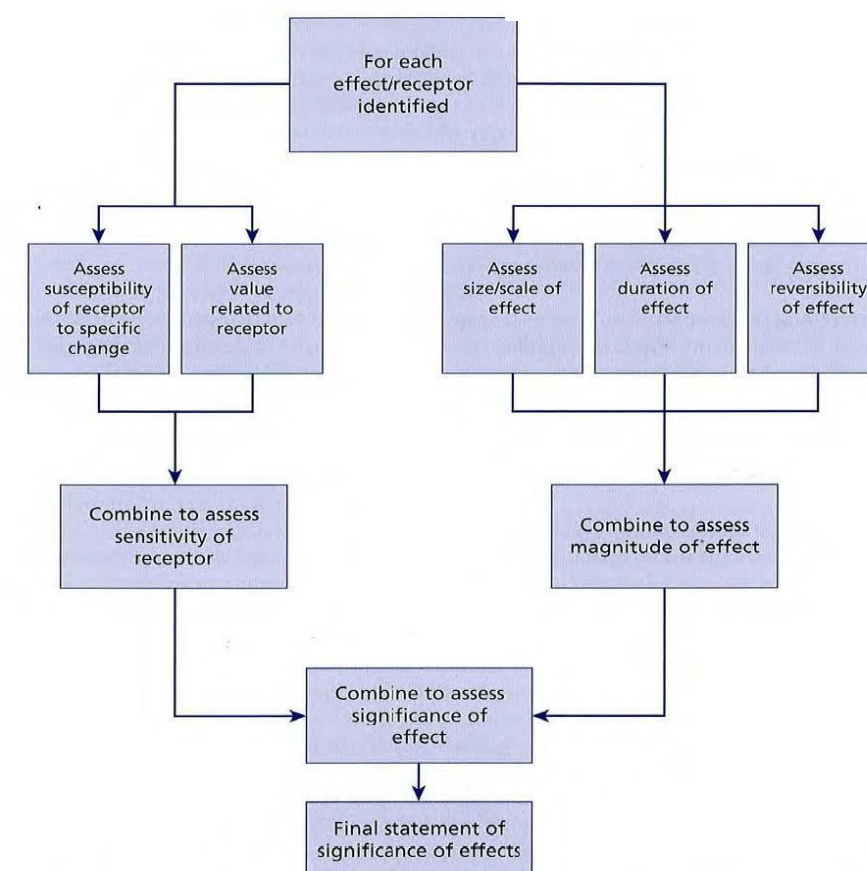 For each
effect/receptor
identified
Assess
susceptibility
of receptor
to specific
change
Assess
value
related to
receptor
Assess
size/scale of
effect
Assess
duration of
effect
Assess
reversibility
of effect
Combine to assess
sensitivity of
receptor
Combine to assess
magnitude of effect
Combine to assess
significance of
effect
Final statement of
significance of effects